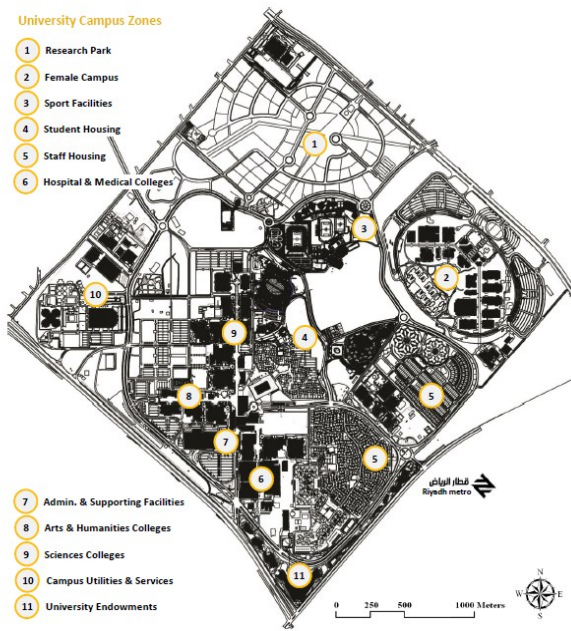 University Campus Zones
1 Research Park
2 Female Campus
3 Sport Facilities
4 Student Housing
5 Staff Housing
6 Hospital & Medical Colleges
1
3
2
10
9
4
8
5
7
5
6
قطار الرياض
Riyadh metro
7 Admin. & Supporting Facilities
8 Arts & Humanities Colleges
9 Sciences Colleges
10 Campus Utilities & Services
11 University Endowments
11
0 250 500 1000 Meters
N
W E
S